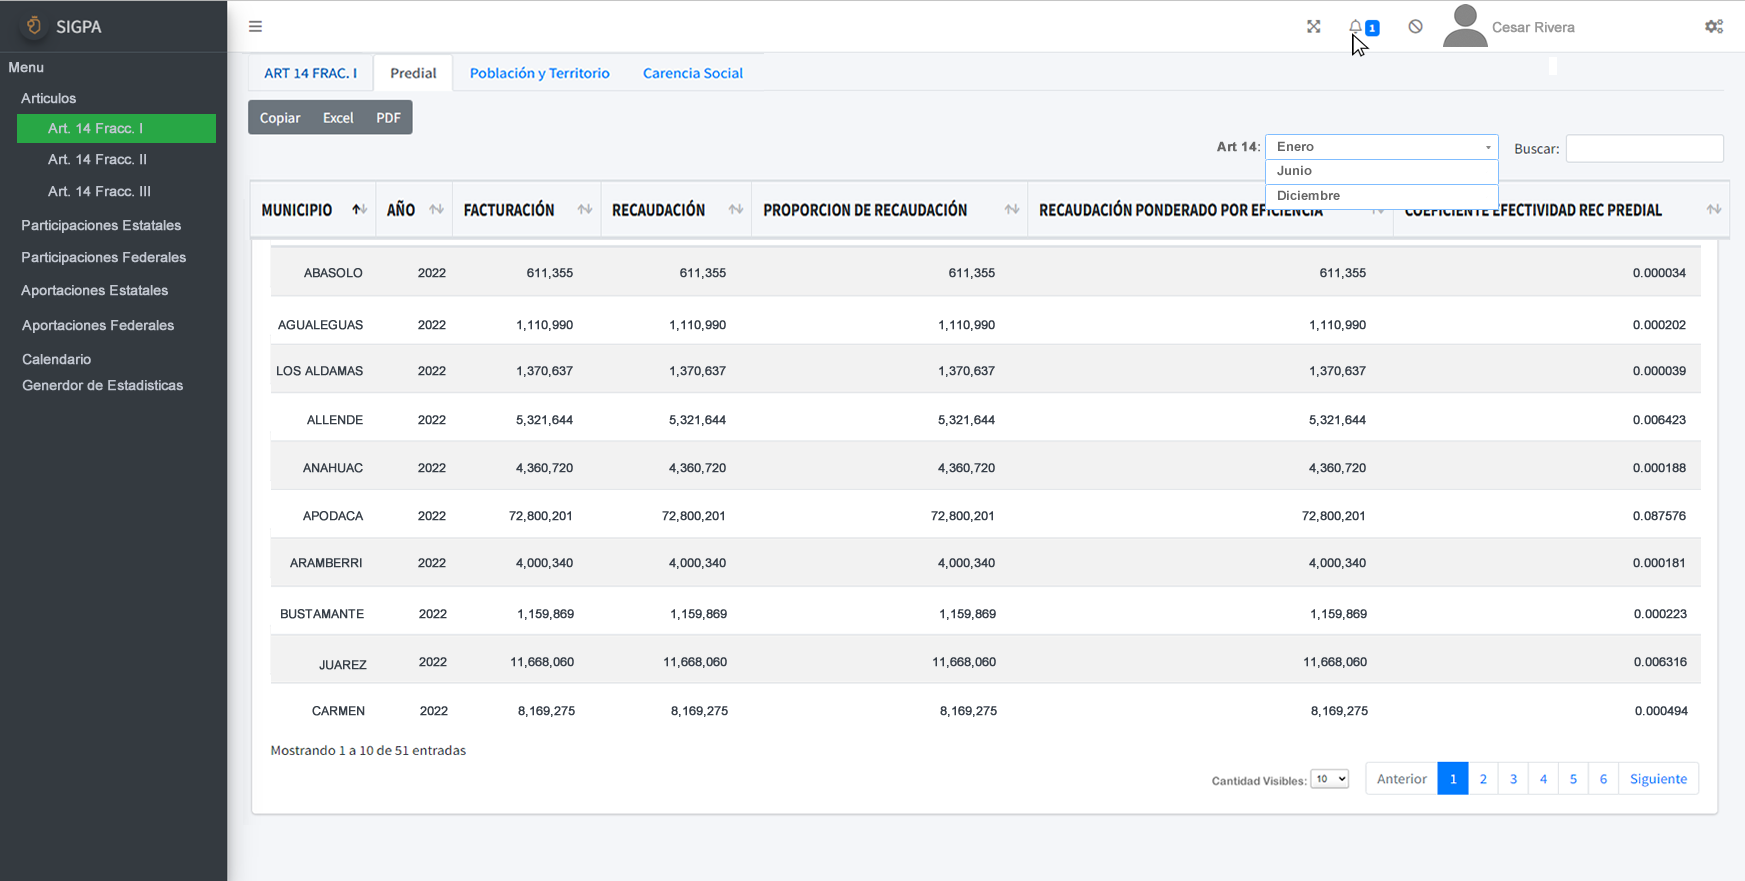 SIGPA
1
Cesar Rivera
Menu
Articulos
Art. 14 Fracc. I
Art. 14 Fracc. II
Art. 14 Fracc. III
Participaciones Estatales
Participaciones Federales
Aportaciones Estatales
Aportaciones Federales
Calendario
Generdor de Estadisticas
ART 14 FRAC. I Predial Población y Territorio Carencia Social
Copiar Excel PDF
Art 14: Enero Buscar:
Junio
Diciembre
MUNICIPIO AÑO FACTURACIÓN RECAUDACIÓN PROPORCION DE RECAUDACIÓN RECAUDACIÓN PONDERADO POR EFICIENCIA COEFICIENTE EFECTIVIDAD REC PREDIAL
ABASOLO 2022 611,355 611,355 611,355 611,355 0.000034
AGUALEGUAS 2022 1,110,990 1,110,990 1,110,990 1,110,990 0.000202
LOS ALDAMAS 2022 1,370,637 1,370,637 1,370,637 1,370,637 0.000039
ALLENDE 2022 5,321,644 5,321,644 5,321,644 5,321,644 0.006423
ANAHUAC 2022 4,360,720 4,360,720 4,360,720 4,360,720 0.000188
APODACA 2022 72,800,201 72,800,201 72,800,201 72,800,201 0.087576
ARAMBERRI 2022 4,000,340 4,000,340 4,000,340 4,000,340 0.000181
BUSTAMANTE 2022 1,159,869 1,159,869 1,159,869 1,159,869 0.000223
JUAREZ 2022 11,668,060 11,668,060 11,668,060 11,668,060 0.006316
CARMEN 2022 8,169,275 8,169,275 8,169,275 8,169,275 0.000494
Mostrando 1 a 10 de 51 entradas
Cantidad Visibles: 10 Anterior 1 2 3 4 5 6 Siguiente